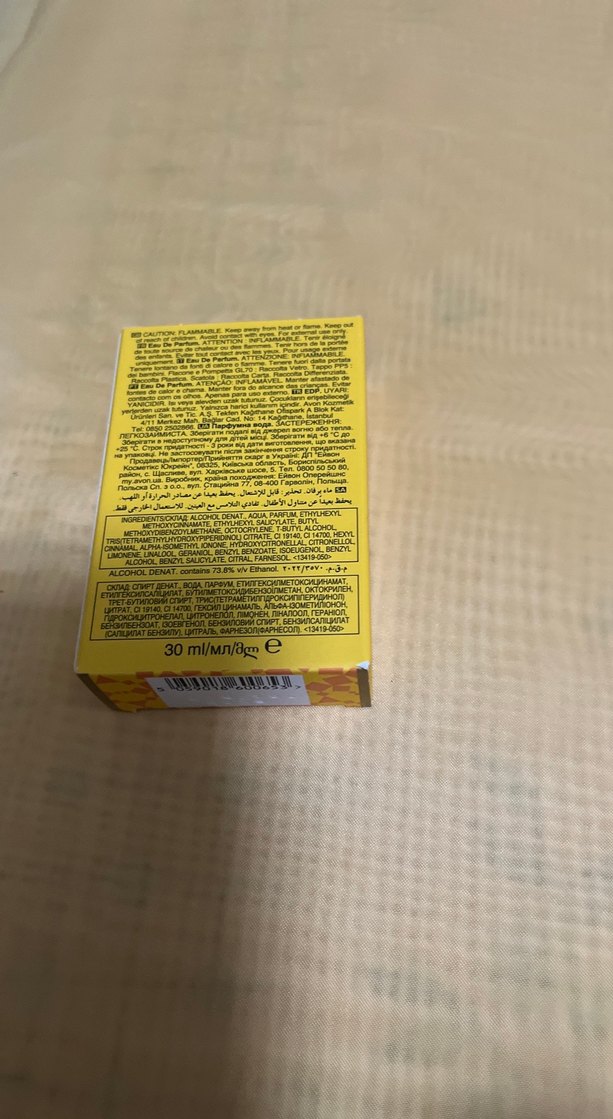 EN CAUTION: FLAMMABLE. Keep away from heat or flame. Keep out
of reach of children. Avoid contact with eyes. For external use only.
Eau De Parfum. ATTENTION : INFLAMMABLE. Tenir éloigné
de toute source de chaleur ou des flammes. Tenir hors de la portée
des enfants. Eviter tout contact avec les yeux. Pour usage externe
uniquement. IT Eau De Parfum. ATTENZIONE: INFIAMMABILE.
Tenere lontano da fonti di calore e fiamme. Tenere fuori dalla portata
dei bambini. Flacone e Pompetta GL70 : Raccolta Vetro, Tappo PP5 :
Raccolta Plastica, Scatola : Raccolta Carta. Raccolta Differenziata.
PT Eau De Parfum. ATENÇÃO: INFLAMÁVEL. Manter afastado de
fontes de calor e chama. Manter fora do alcance das crianças. Evitar
contacto com os olhos. Apenas para uso externo. TR EDP. UYARI:
YANICIDIR. Isı veya alevden uzak tutunuz. Çocukların erişebileceği
yerlerden uzak tutunuz. Yalnızca harici kullanım içindir. Avon Kozmetik
Ürünleri San. ve Tic. A.Ş. Tekfen Kağıthane Ofispark A Blok Kat:
4/11 Merkez Mah. Bağlar Cad. No: 14 Kağıthane, İstanbul
Tel: 0850 2502866. UA Парфумна вода. ЗАСТЕРЕЖЕННЯ:
ЛЕГКОЗАЙМИСТА. Зберігати подалі від джерел вогню або тепла.
Зберігати в недоступному для дітей місці. Зберігати від +5 °C до
+25 °C. Строк придатності - 3 роки від дати виготовлення, що вказана
на упаковці. Не застосовувати після закінчення строку придатності.
Продавець/Імпортер/Прийняття скарг в Україні: ДП "Ейвон
Косметікс Юкрейн", 08325, Київська область, Бориспільський
район, с. Щасливе, вул. Харківське шосе, 5. Тел. 0800 50 50 80,
my.avon.ua. Виробник, країна походження: Ейвон Оперейшнс
Польска Сп. з о.о., вул. Стацийна 77, 08-400 Гарволін, Польща.
SA ماء برفان. تحذير: قابل للإشتعال. يحفظ بعيدا عن مصادر الحرارة أو اللهب.
يحفظ بعيداً عن متناول الأطفال. تفادي التلامس مع العينين. للاستعمال الخارجي فقط.
INGREDIENTS/СКЛАД: ALCOHOL DENAT., AQUA, PARFUM, ETHYLHEXYL
METHOXYCINNAMATE, ETHYLHEXYL SALICYLATE, BUTYL
METHOXYDIBENZOYLMETHANE, OCTOCRYLENE, T-BUTYL ALCOHOL,
TRIS(TETRAMETHYLHYDROXYPIPERIDINOL) CITRATE, CI 19140, CI 14700, HEXYL
CINNAMAL, ALPHA-ISOMETHYL IONONE, HYDROXYCITRONELLAL, CITRONELLOL,
LIMONENE, LINALOOL, GERANIOL, BENZYL BENZOATE, ISOEUGENOL, BENZYL
ALCOHOL, BENZYL SALICYLATE, CITRAL, FARNESOL. <13419-050>
ALCOHOL DENAT. contains 73.8% v/v Ethanol. م.ق.م. ٢٠٢٢/٣٥٧٠
СКЛАД: СПИРТ ДЕНАТ., ВОДА, ПАРФУМ, ЕТИЛГЕКСИЛМЕТОКСИЦИНАМАТ,
ЕТИЛГЕКСИЛСАЛІЦИЛАТ, БУТИЛМЕТОКСИДИБЕНЗОЇЛМЕТАН, ОКТОКРИЛЕН,
ТРЕТ-БУТИЛОВИЙ СПИРТ, ТРИС(ТЕТРАМЕТИЛГІДРОКСИПІПЕРИДИНОЛ)
ЦИТРАТ, CI 19140, CI 14700, ГЕКСИЛ ЦИНАМАЛЬ, АЛЬФА-ІЗОМЕТИЛІОНОН,
ГІДРОКСИЦИТРОНЕЛАЛ, ЦИТРОНЕЛОЛ, ЛІМОНЕН, ЛІНАЛООЛ, ГЕРАНІОЛ,
БЕНЗИЛБЕНЗОАТ, ІЗОЕВГЕНОЛ, БЕНЗИЛОВИЙ СПИРТ, БЕНЗИЛСАЛІЦИЛАТ
(САЛІЦИЛАТ БЕНЗИЛУ), ЦИТРАЛЬ, ФАРНЕЗОЛ(ФАРНЕСОЛ). <13419-050>
30 ml/мл/მლ e